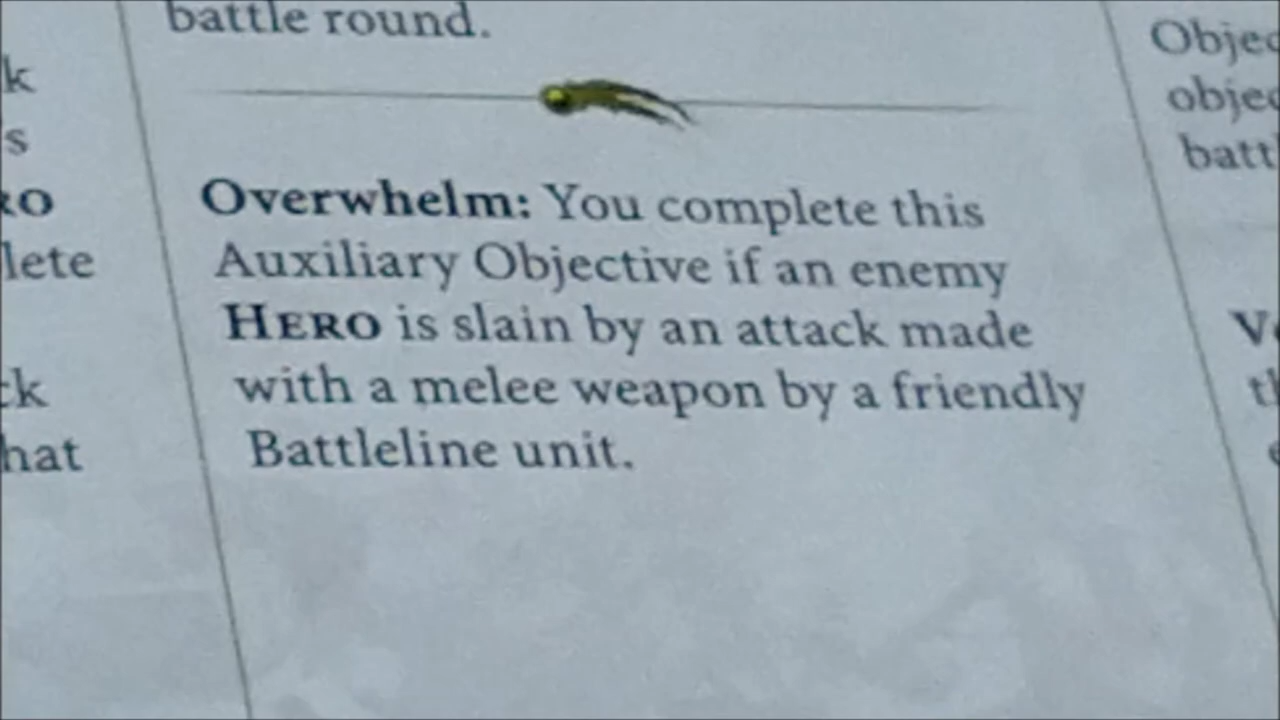 battle round.
Overwhelm: You complete this
Auxiliary Objective if an enemy
HERO is slain by an attack made
with a melee weapon by a friendly
Battleline unit.